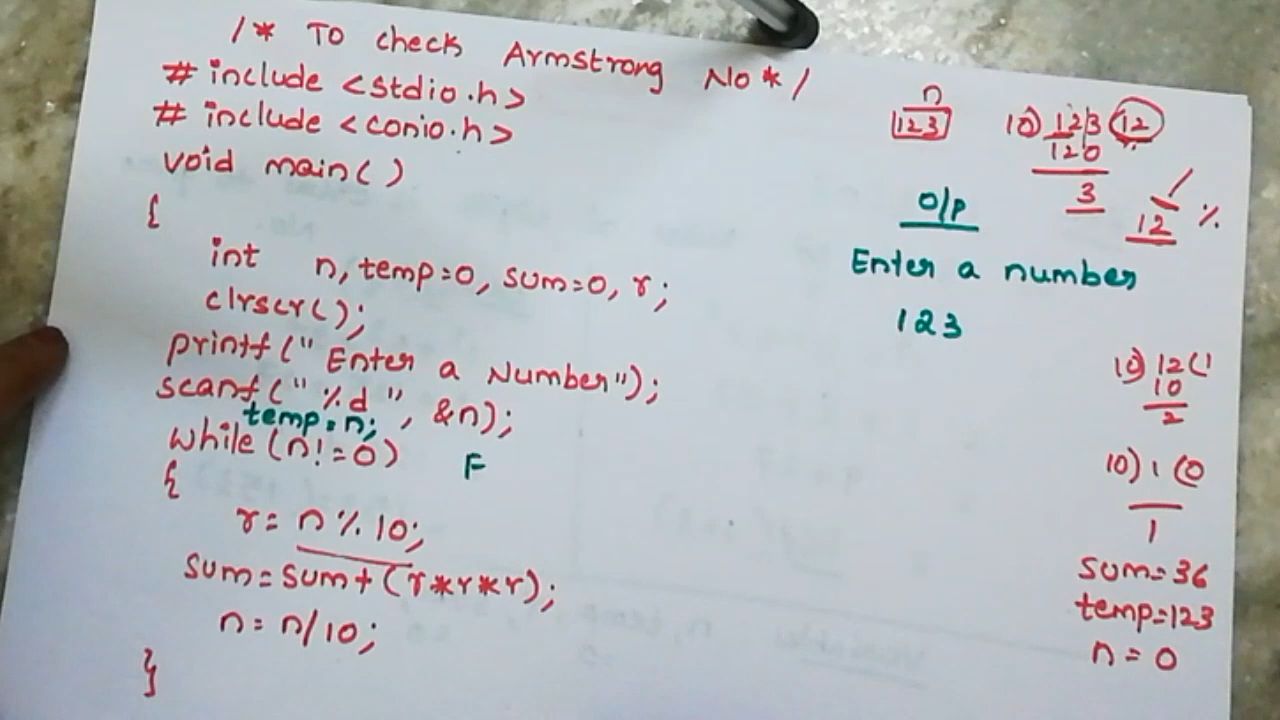 /* To check Armstrong No */
# include <stdio.h>
# include <conio.h>
void main()
{
int n, temp=0, sum=0, r;
clrscr();
printf("Enter a Number");
scanf("%d", &n);
temp=n;
while(n!=0) F
{
r= n%10;
sum=sum+(r*r*r);
n= n/10;
}
n
123
10) 123 (12
120
3
12 %
O/P
Enter a number
123
10) 12 (1
10
2
10) 1 (0
1
sum=36
temp=123
n=0